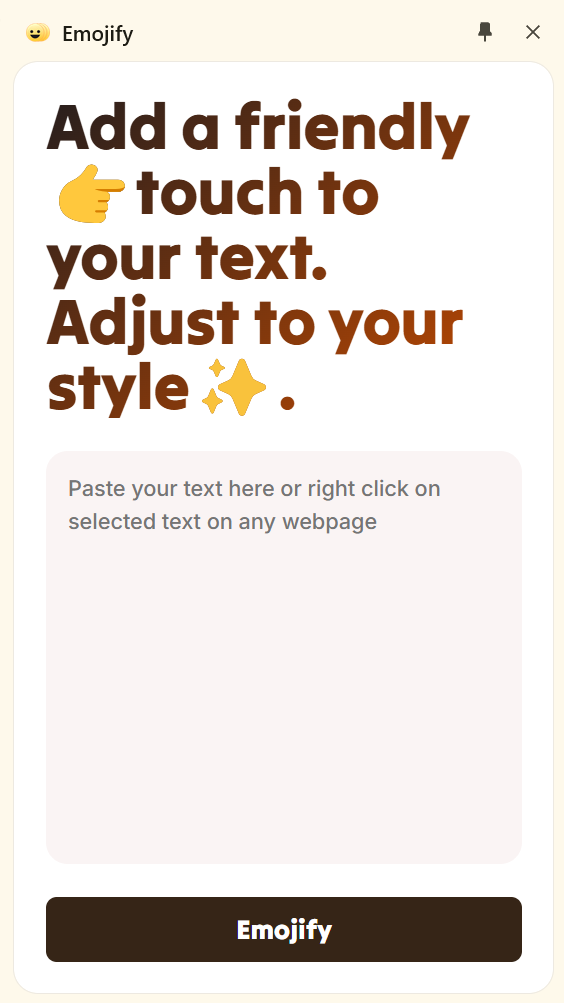 Emojify
Add a friendly
👉 touch to
your text.
Adjust to your
style ✨ .
Paste your text here or right click on
selected text on any webpage
Emojify